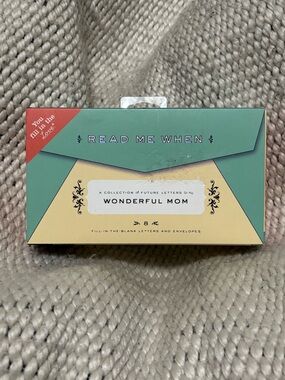 You
fill in the
Love!
READ ME WHEN
A COLLECTION of FUTURE LETTERS to my
WONDERFUL MOM
8
FILL-IN-THE-BLANK LETTERS AND ENVELOPES